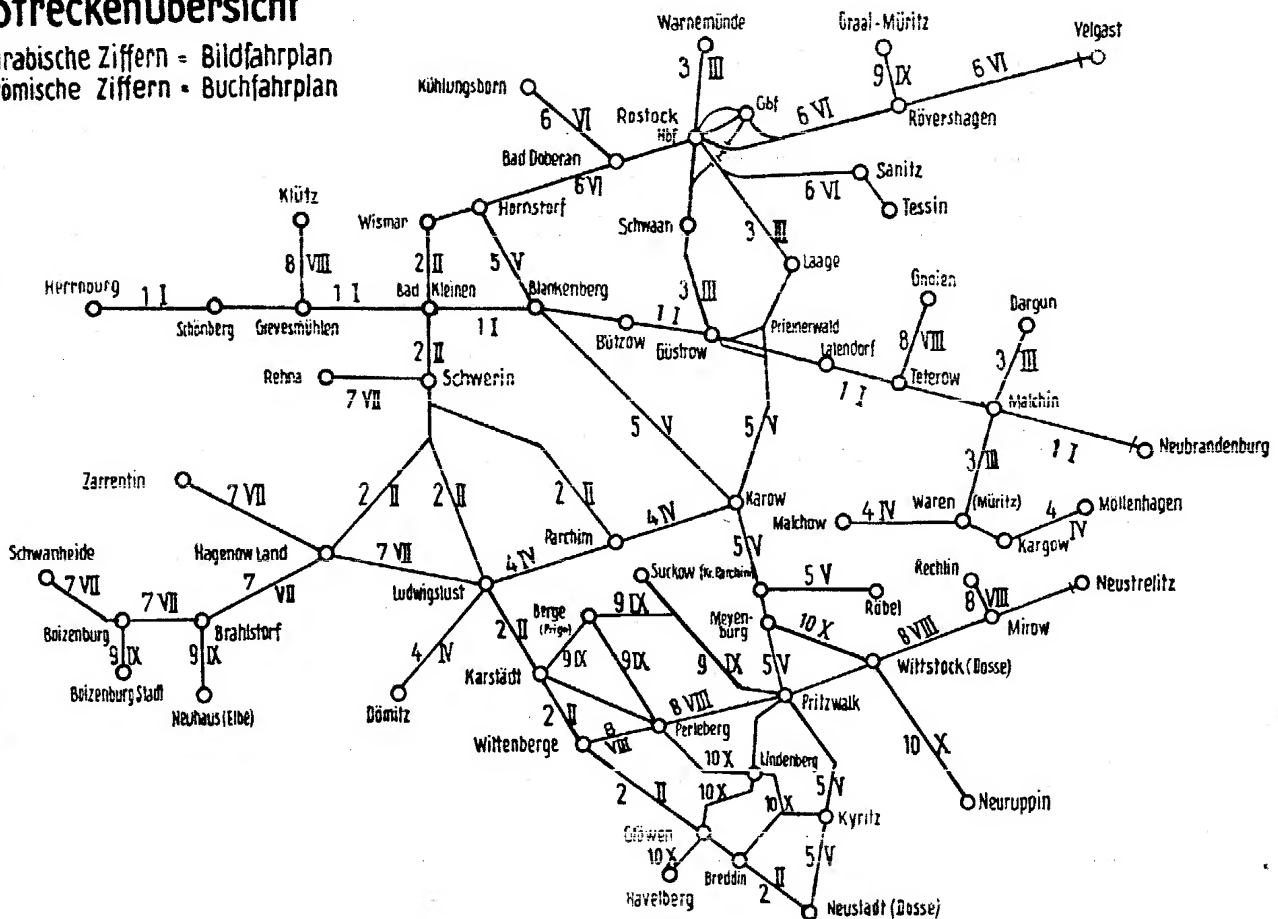 rabische Ziffern = Bildfahrplan
ömische Ziffern = Buchfahrplan
Warnemünde
Graal-Müritz
Velgast
3 III
9 IX
6 VI
Kühlungsborn
Rostock
Hbf
Gbf
6 VI
Rövershagen
6 VI
Bad Doberan
6 VI
Sanitz
6 VI
Tessin
Klütz
Wismar
Hornstorf
Schwaan
3 III
Laage
8 VIII
2 II
5 V
Herrnburg
1 I
Schönberg
Grevesmühlen
1 I
Bad Kleinen
1 I
Blankenberg
Bützow
1 I
3 III
Güstrow
Priemerwald
Gnoien
Dargun
8 VIII
3 III
Lalendorf
Teterow
1 I
Malchin
1 I
Neubrandenburg
2 II
Rehna
7 VII
Schwerin
5 V
5 V
3 III
Zarrentin
7 VII
2 II
2 II
2 II
Karow
Malchow
4 IV
Waren (Müritz)
Möllenhagen
4 IV
Kargow
Parchim
4 IV
Schwanheide
7 VII
Hagenow Land
7 VII
4 IV
Ludwigslust
5 V
Suckow (Kr. Parchim)
5 V
Röbel
Rechlin
8 VIII
Neustrelitz
Mirow
Boizenburg
7 VII
Brahlstorf
7 VII
9 IX
Boizenburg Stadt
9 IX
Neuhaus (Elbe)
4 IV
Dömitz
2 II
Berge
(Prign)
9 IX
9 IX
9 IX
9 IX
Meyenburg
10 X
8 VIII
5 V
Wittstock (Dosse)
Karstädt
2 II
Perleberg
8 VIII
Pritzwalk
Wittenberge
8 VIII
10 X
Lindenberg
10 X
Neuruppin
2 II
10 X
10 X
5 V
Kyritz
Glöwen
10 X
Havelberg
Breddin
2 II
5 V
Neustadt (Dosse)